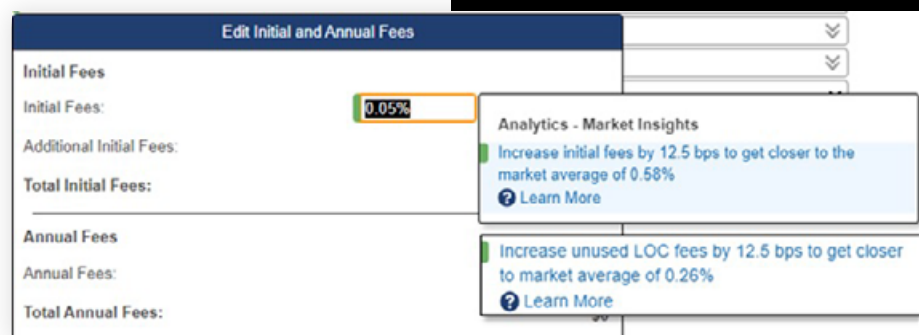 Edit Initial and Annual Fees
Initial Fees
Initial Fees:
0.05%
Additional Initial Fees:
Total Initial Fees:
Analytics - Market Insights
Increase initial fees by 12.5 bps to get closer to the
market average of 0.58%
? Learn More
Annual Fees
Annual Fees:
Total Annual Fees:
Increase unused LOC fees by 12.5 bps to get closer
to market average of 0.26%
? Learn More